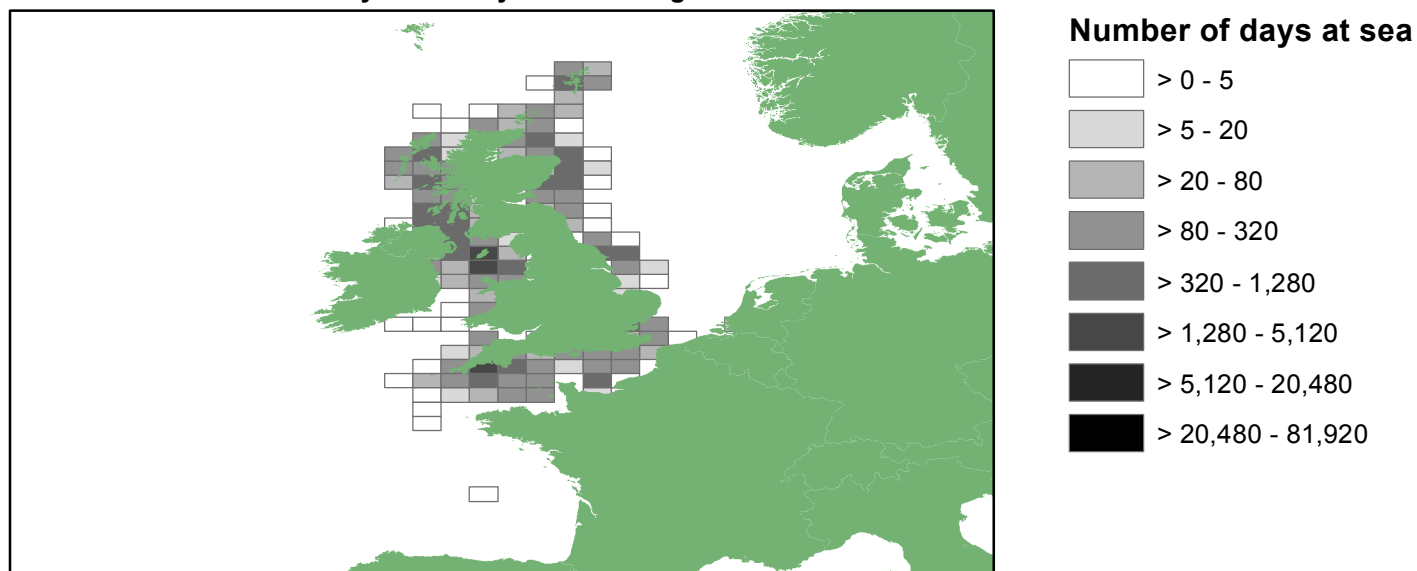 Number of days at sea
> 0 - 5
> 5 - 20
> 20 - 80
> 80 - 320
> 320 - 1,280
> 1,280 - 5,120
> 5,120 - 20,480
> 20,480 - 81,920